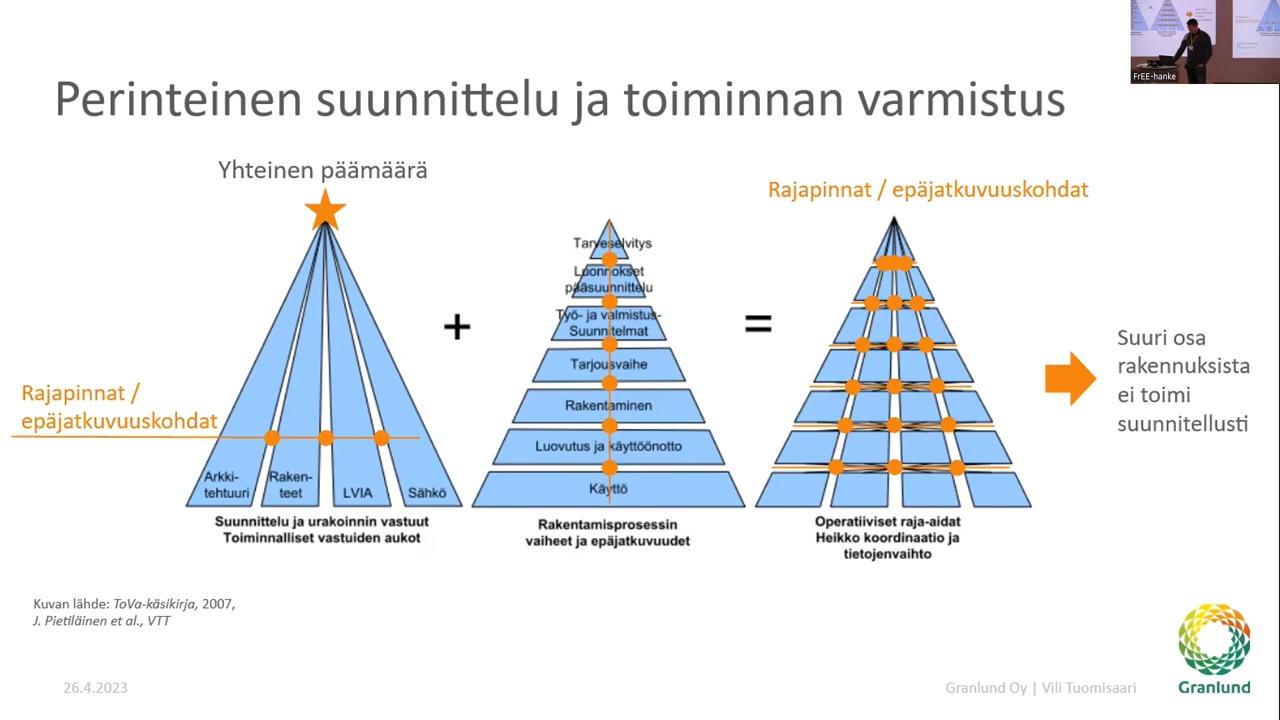 FrEE-hanke
Perinteinen suunnittelu ja toiminnan varmistus
Yhteinen päämäärä
Rajapinnat /
epäjatkuvuuskohdat
Arkki-
tehtuuri
Raken-
teet
LVIA
Sähkö
Suunnittelu ja urakoinnin vastuut
Toiminnalliset vastuiden aukot
+
Tarveselvitys
Luonnokset
pääsuunnittelu
Työ- ja valmistus-
Suunnitelmat
Tarjousvaihe
Rakentaminen
Luovutus ja käyttöönotto
Käyttö
Rakentamisprosessin
vaiheet ja epäjatkuvuudet
=
Rajapinnat / epäjatkuvuuskohdat
Operatiiviset raja-aidat
Heikko koordinaatio ja
tietojenvaihto
Suuri osa
rakennuksista
ei toimi
suunnitellusti
Kuvan lähde: ToVa-käsikirja, 2007,
J. Pietiläinen et al., VTT
26.4.2023
Granlund Oy | Vili Tuomisaari
Granlund